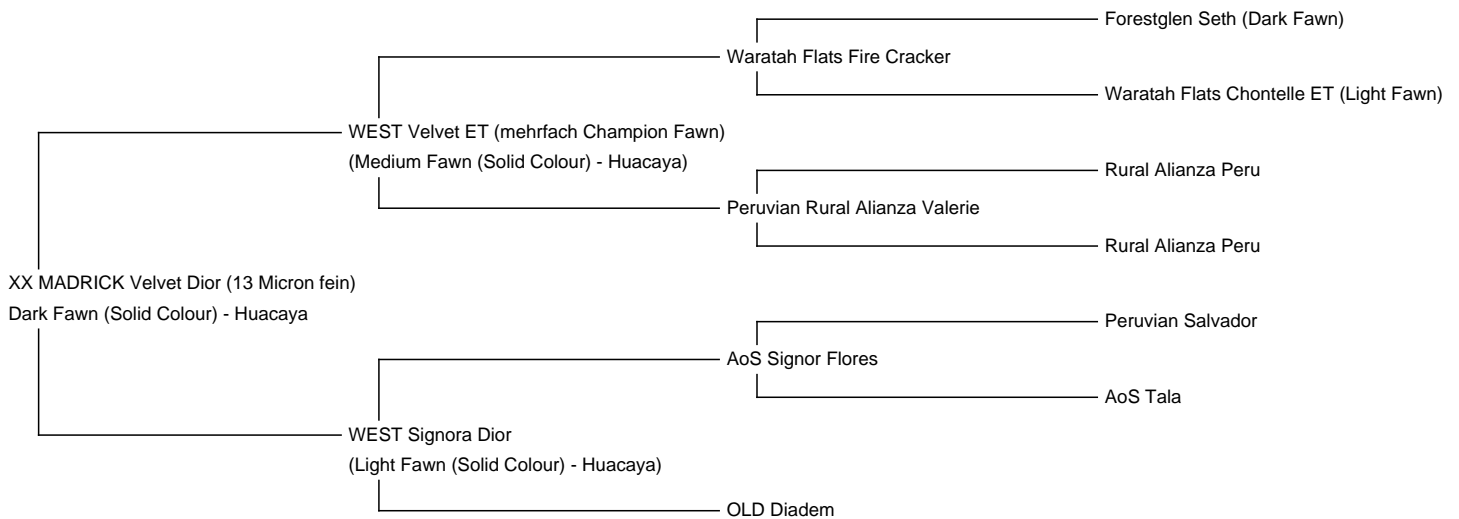 Forestglen Seth (Dark Fawn)
Waratah Flats Fire Cracker
Waratah Flats Chontelle ET (Light Fawn)
WEST Velvet ET (mehrfach Champion Fawn)
(Medium Fawn (Solid Colour) - Huacaya)
Rural Alianza Peru
Peruvian Rural Alianza Valerie
Rural Alianza Peru
XX MADRICK Velvet Dior (13 Micron fein)
Dark Fawn (Solid Colour) - Huacaya
Peruvian Salvador
AoS Signor Flores
AoS Tala
WEST Signora Dior
(Light Fawn (Solid Colour) - Huacaya)
OLD Diadem